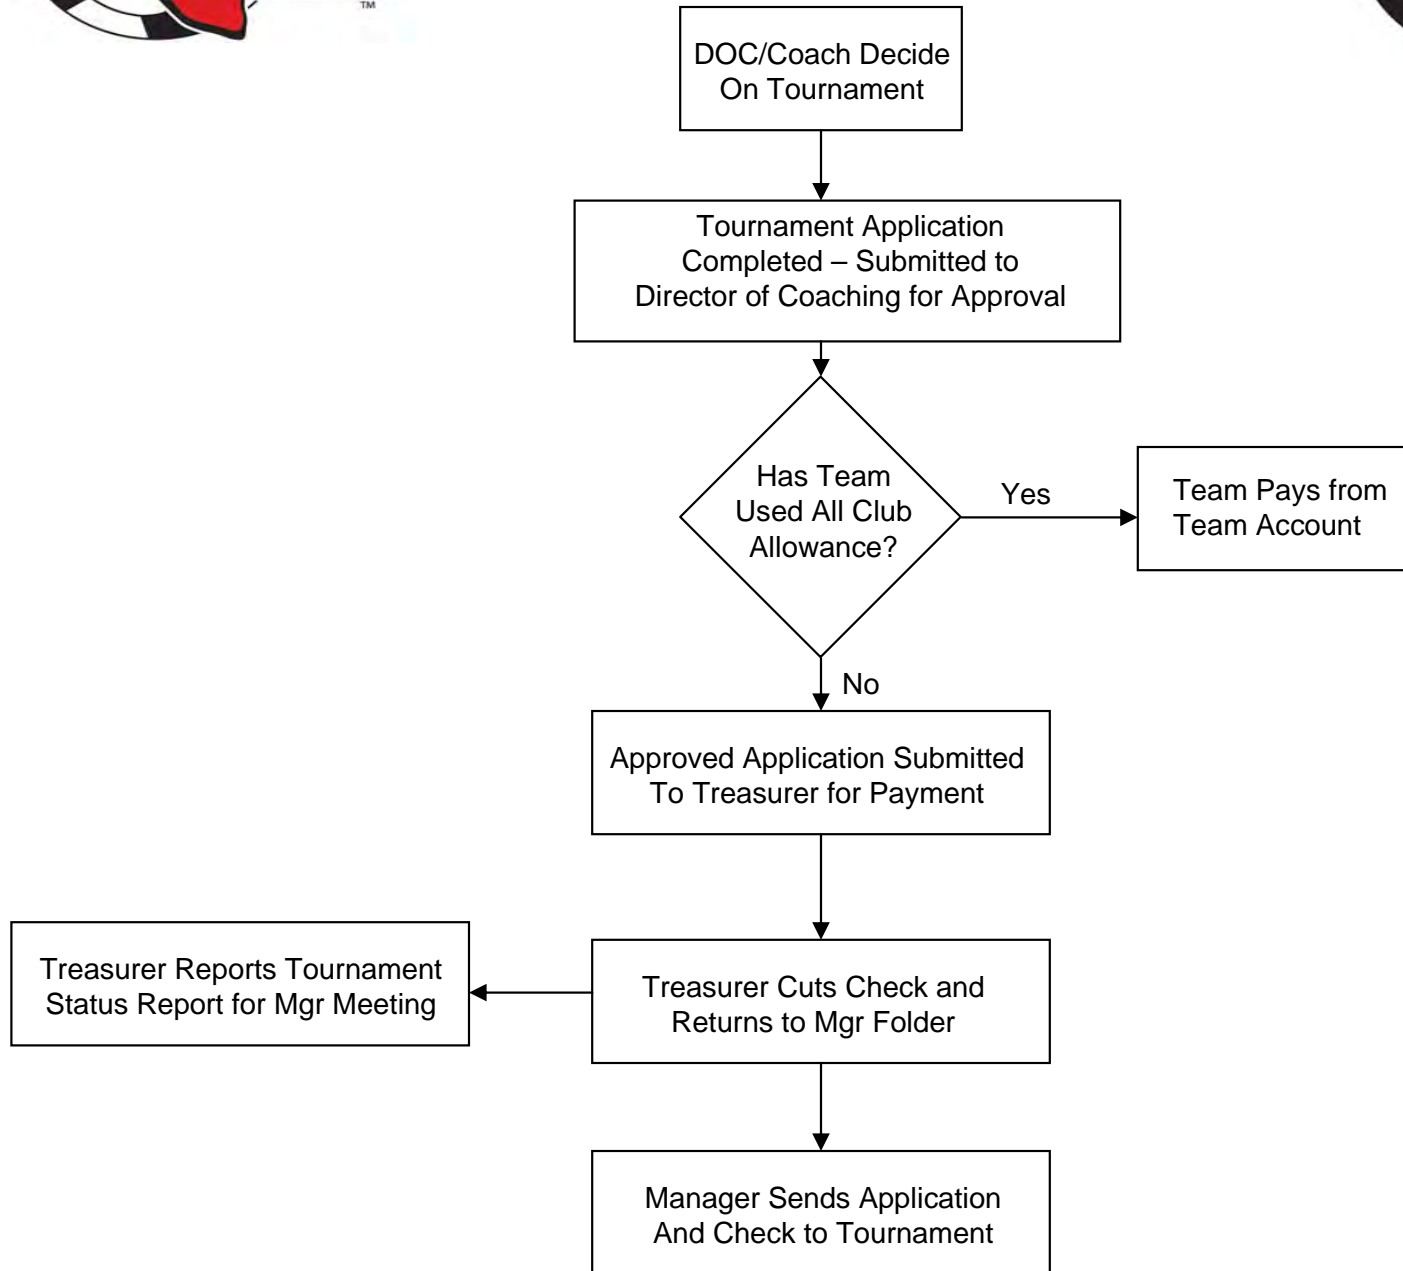 TM
DOC/Coach Decide
On Tournament
Tournament Application
Completed – Submitted to
Director of Coaching for Approval
Has Team
Used All Club
Allowance?
Yes
Team Pays from
Team Account
No
Approved Application Submitted
To Treasurer for Payment
Treasurer Reports Tournament
Status Report for Mgr Meeting
Treasurer Cuts Check and
Returns to Mgr Folder
Manager Sends Application
And Check to Tournament